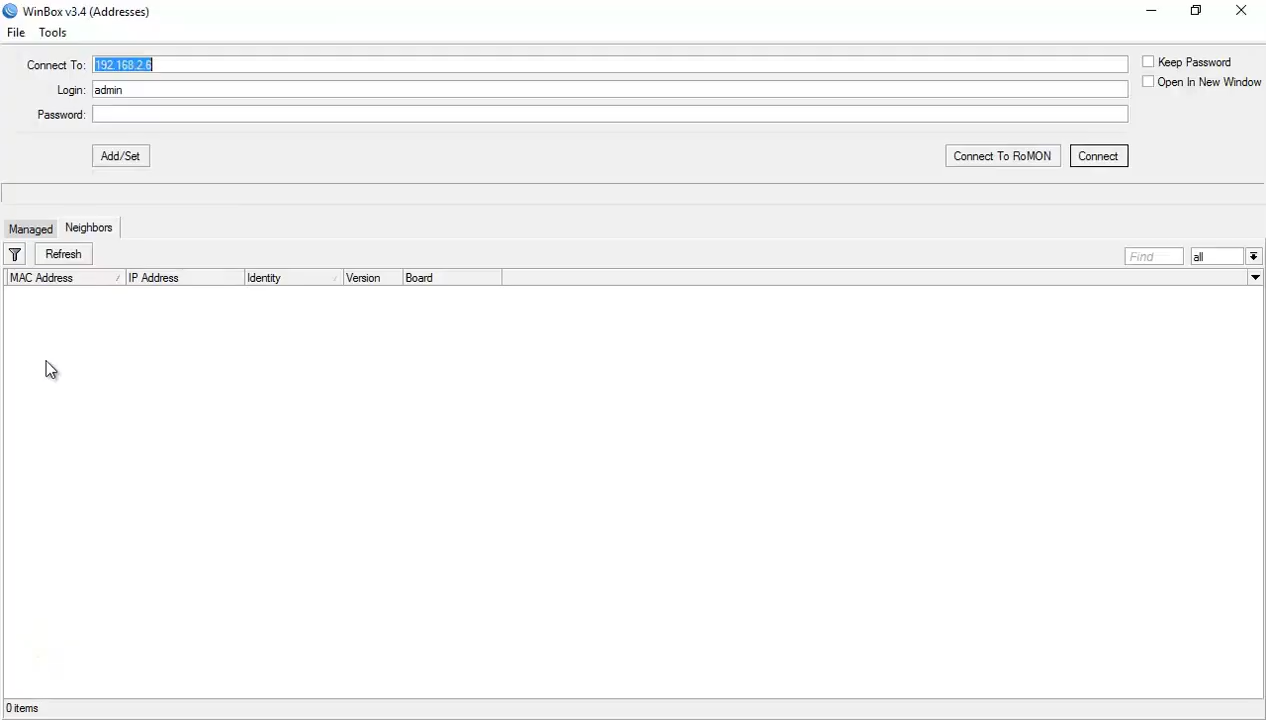 WinBox v3.4 (Addresses)
File Tools
Connect To: 192.168.2.6
Keep Password
Login: admin
Open In New Window
Password:
Add/Set Connect To RoMON Connect
Managed Neighbors
Refresh Find all
MAC Address IP Address Identity Version Board
0 items